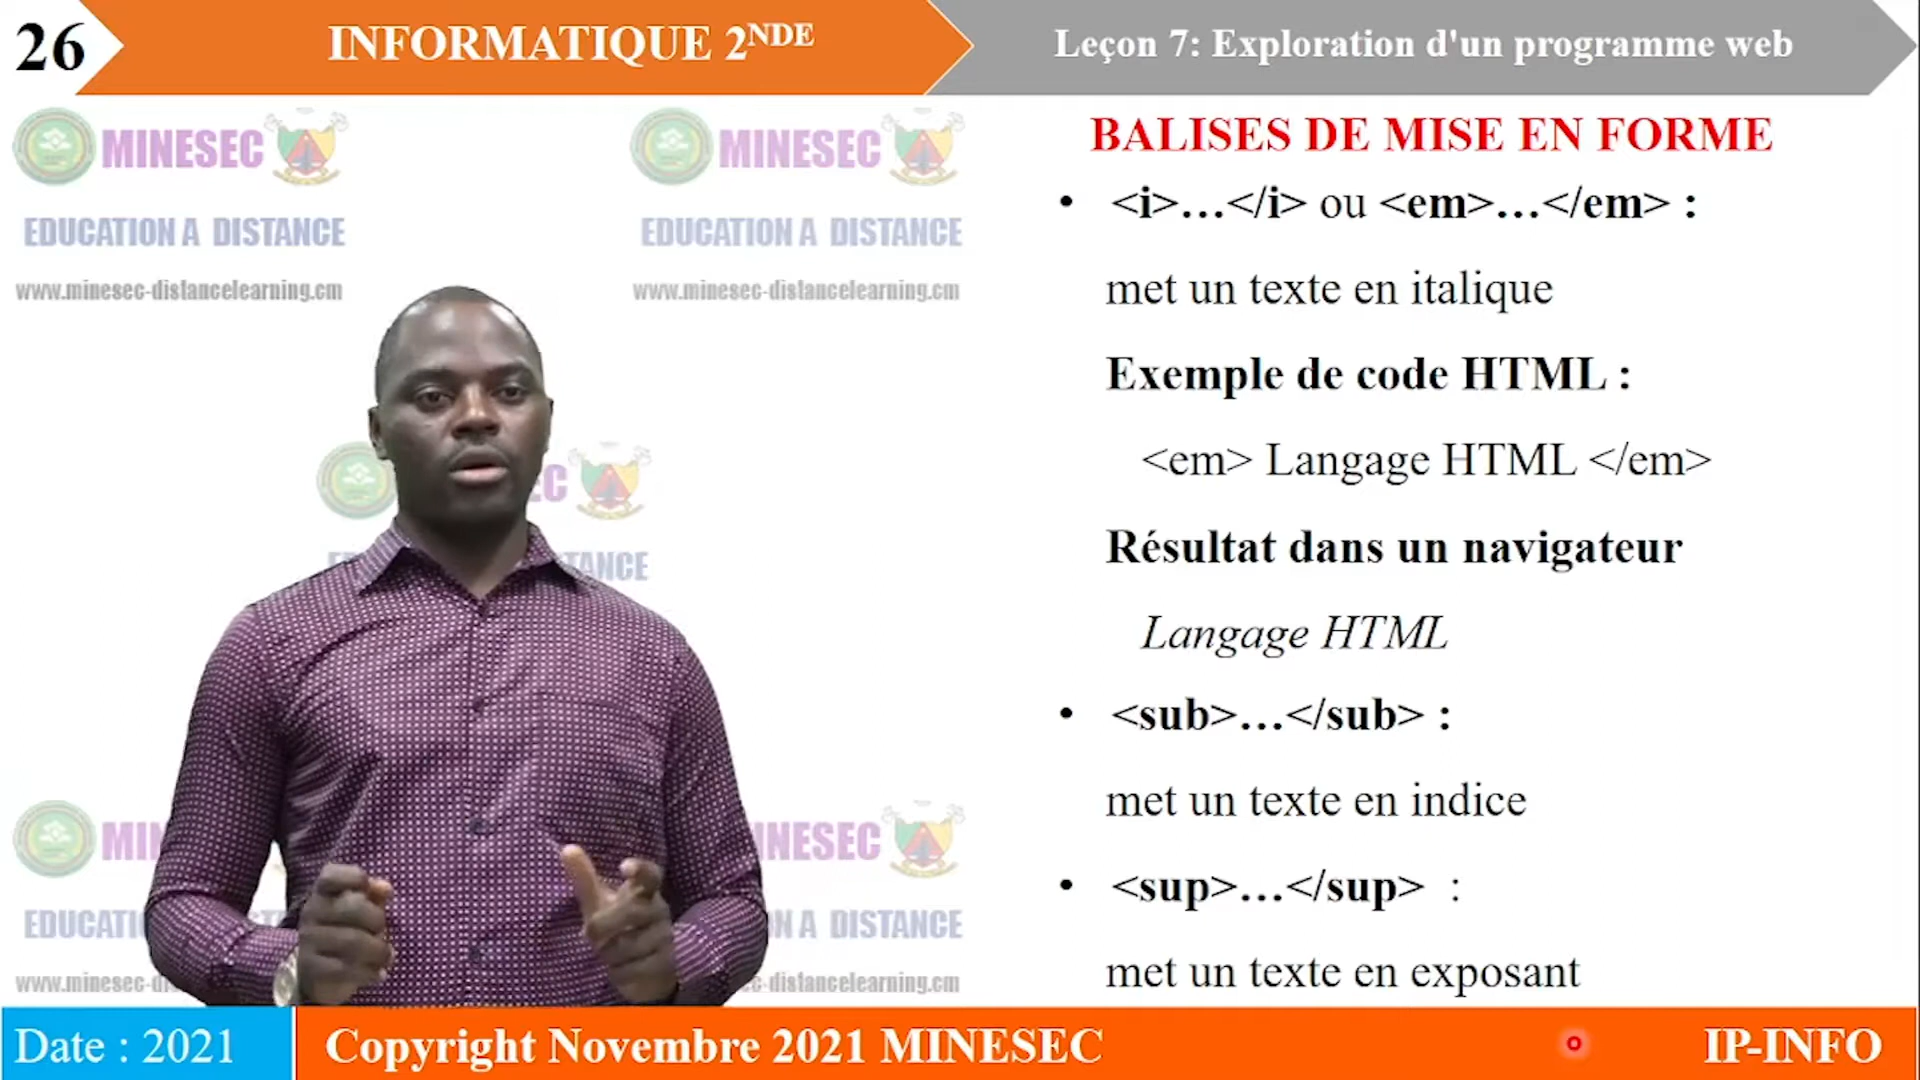 26
INFORMATIQUE 2NDE
Leçon 7: Exploration d'un programme web
MINESEC
EDUCATION A DISTANCE
www.minesec-distancelearning.cm
MINESEC
EDUCATION A DISTANCE
www.minesec-distancelearning.cm
BALISES DE MISE EN FORME
• <i>…</i> ou <em>…</em> :
met un texte en italique
Exemple de code HTML :
<em> Langage HTML </em>
Résultat dans un navigateur
Langage HTML
• <sub>…</sub> :
met un texte en indice
• <sup>…</sup> :
met un texte en exposant
Date : 2021
Copyright Novembre 2021 MINESEC
IP-INFO